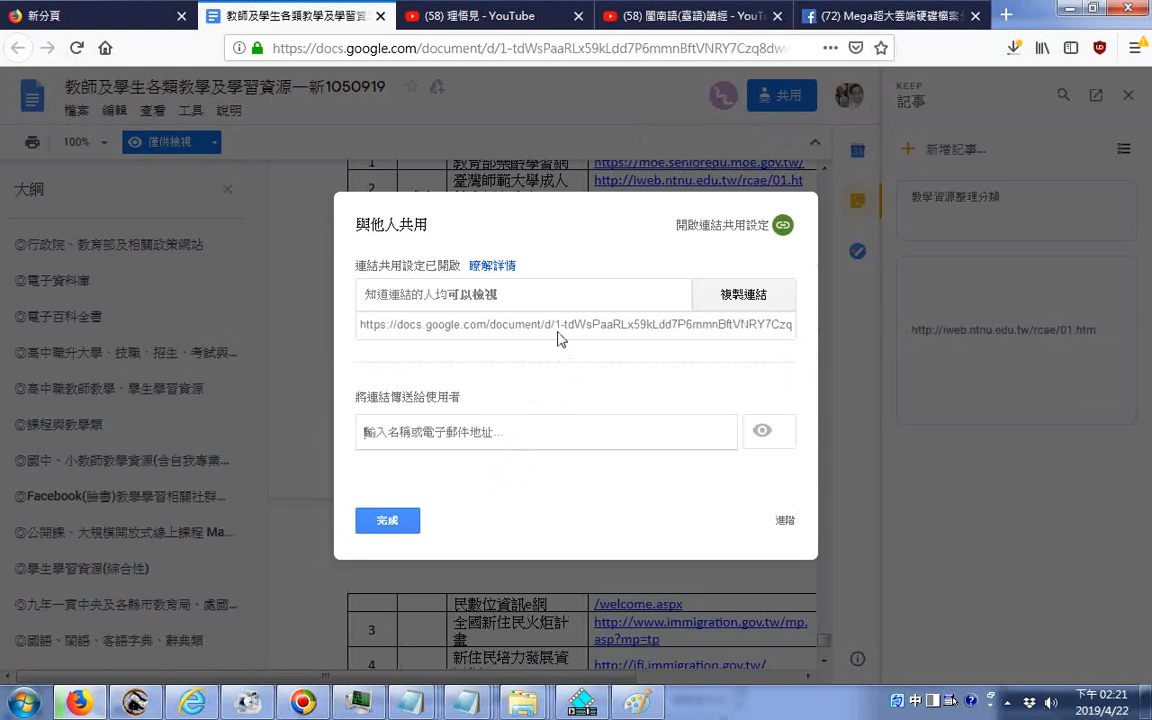 新分頁
教師及學生各類教學及學習資
(58) 理悟見 - YouTube
(58) 閩南語(臺語)讀經 - YouT
(72) Mega超大雲端硬碟檔案
https://docs.google.com/document/d/1-tdWsPaaRLx59kLdd7P6mmnBftVNRY7Czq8dw
教師及學生各類教學及學習資源一新1050919
檔案 編輯 查看 工具 說明
共用
KEEP
記事
100%
僅供檢視
新增記事...
大綱
◎行政院、教育部及相關政策網站
◎電子資料庫
◎電子百科全書
◎高中職升大學、技職、招生、考試與...
◎高中職教師教學、學生學習資源
◎課程與教學類
◎國中、小教師教學資源(含自我專業...
◎Facebook(臉書)教學學習相關社群...
◎公開課、大規模開放式線上課程 Ma...
◎學生學習資源(綜合性)
◎九年一貫中央及各縣市教育局、處國...
◎國語、閩語、客語字典、辭典類
1
教育部樂齡學習網
https://moe.senioredu.moe.gov.tw/
2
臺灣師範大學成人
http://iweb.ntnu.edu.tw/rcae/01.ht
與他人共用
開啟連結共用設定
連結共用設定已開啟 瞭解詳情
知道連結的人均可以檢視
複製連結
https://docs.google.com/document/d/1-tdWsPaaRLx59kLdd7P6mmnBftVNRY7Czq
將連結傳送給使用者
輸入名稱或電子郵件地址...
完成
進階
民數位資訊e網
/welcome.aspx
3
全國新住民火炬計
畫
http://www.immigration.gov.tw/mp.
asp?mp=tp
4
新住民培力發展資
http://ifi.immigration.gov.tw/
教學資源整理分類
http://iweb.ntnu.edu.tw/rcae/01.htm
中
下午 02:21
2019/4/22